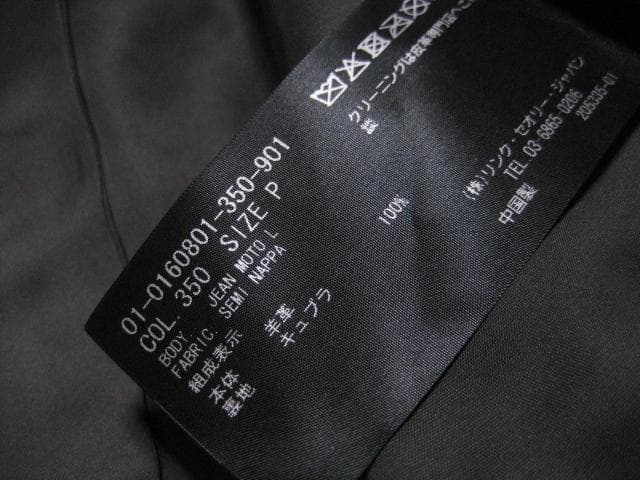 01-0160801-350-901
COL. 350 SIZE P
BODY. JEAN MOTO L
FABRIC. SEMI NAPPA
組成表示
本体 羊革
裏地 キュプラ 100%
クリーニングは皮革専門店へご相
談
(株)リンク・セオリー・ジャパン
TEL.03-6865-0206
中国製